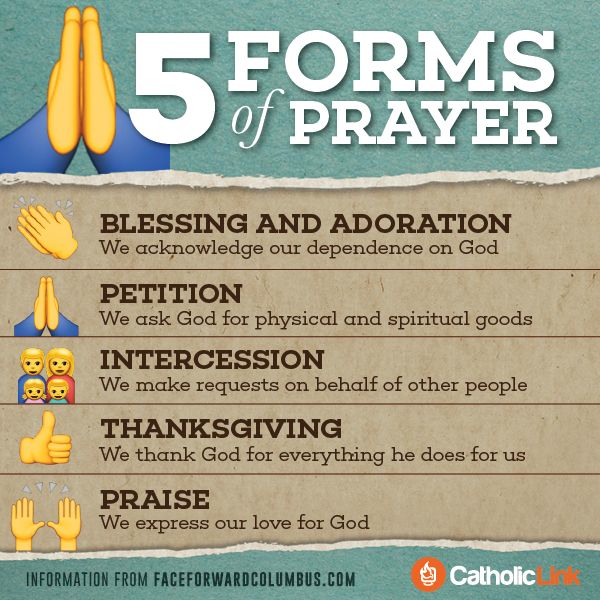 5 FORMS
of PRAYER
BLESSING AND ADORATION
We acknowledge our dependence on God
PETITION
We ask God for physical and spiritual goods
INTERCESSION
We make requests on behalf of other people
THANKSGIVING
We thank God for everything he does for us
PRAISE
We express our love for God
INFORMATION FROM FACEFORWARDCOLUMBUS.COM
CatholicLink